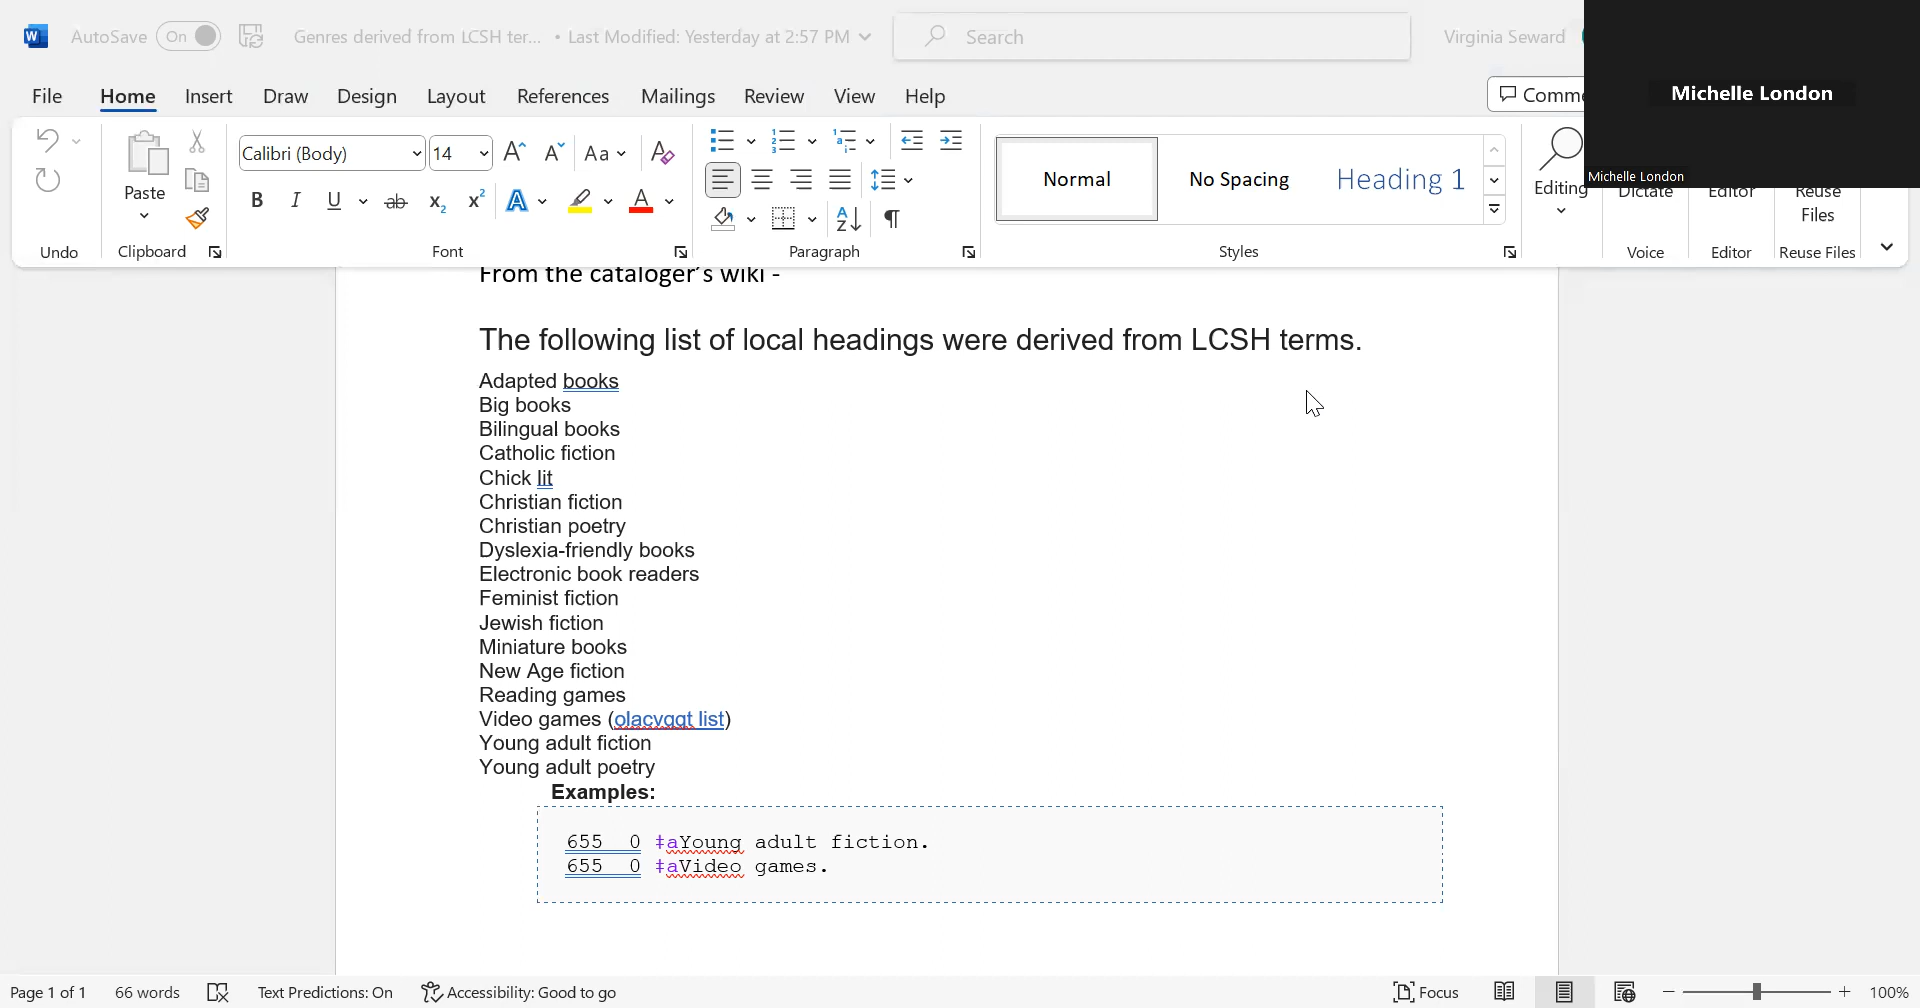 AutoSave On Genres derived from LCSH ter... • Last Modified: Yesterday at 2:57 PM Search Virginia Seward
Michelle London
Michelle London
File Home Insert Draw Design Layout References Mailings Review View Help Comme
Calibri (Body) 14 Aa
Paste
B I U ab x2 x2 A A
Normal No Spacing Heading 1
Editing Dictate Editor Reuse
Files
Undo Clipboard Font Paragraph Styles Voice Editor Reuse Files
From the cataloger's wiki -
The following list of local headings were derived from LCSH terms.
Adapted books
Big books
Bilingual books
Catholic fiction
Chick lit
Christian fiction
Christian poetry
Dyslexia-friendly books
Electronic book readers
Feminist fiction
Jewish fiction
Miniature books
New Age fiction
Reading games
Video games (olacvggt list)
Young adult fiction
Young adult poetry
Examples:
655 0 ‡aYoung adult fiction.
655 0 ‡aVideo games.
Page 1 of 1 66 words Text Predictions: On Accessibility: Good to go Focus 100%